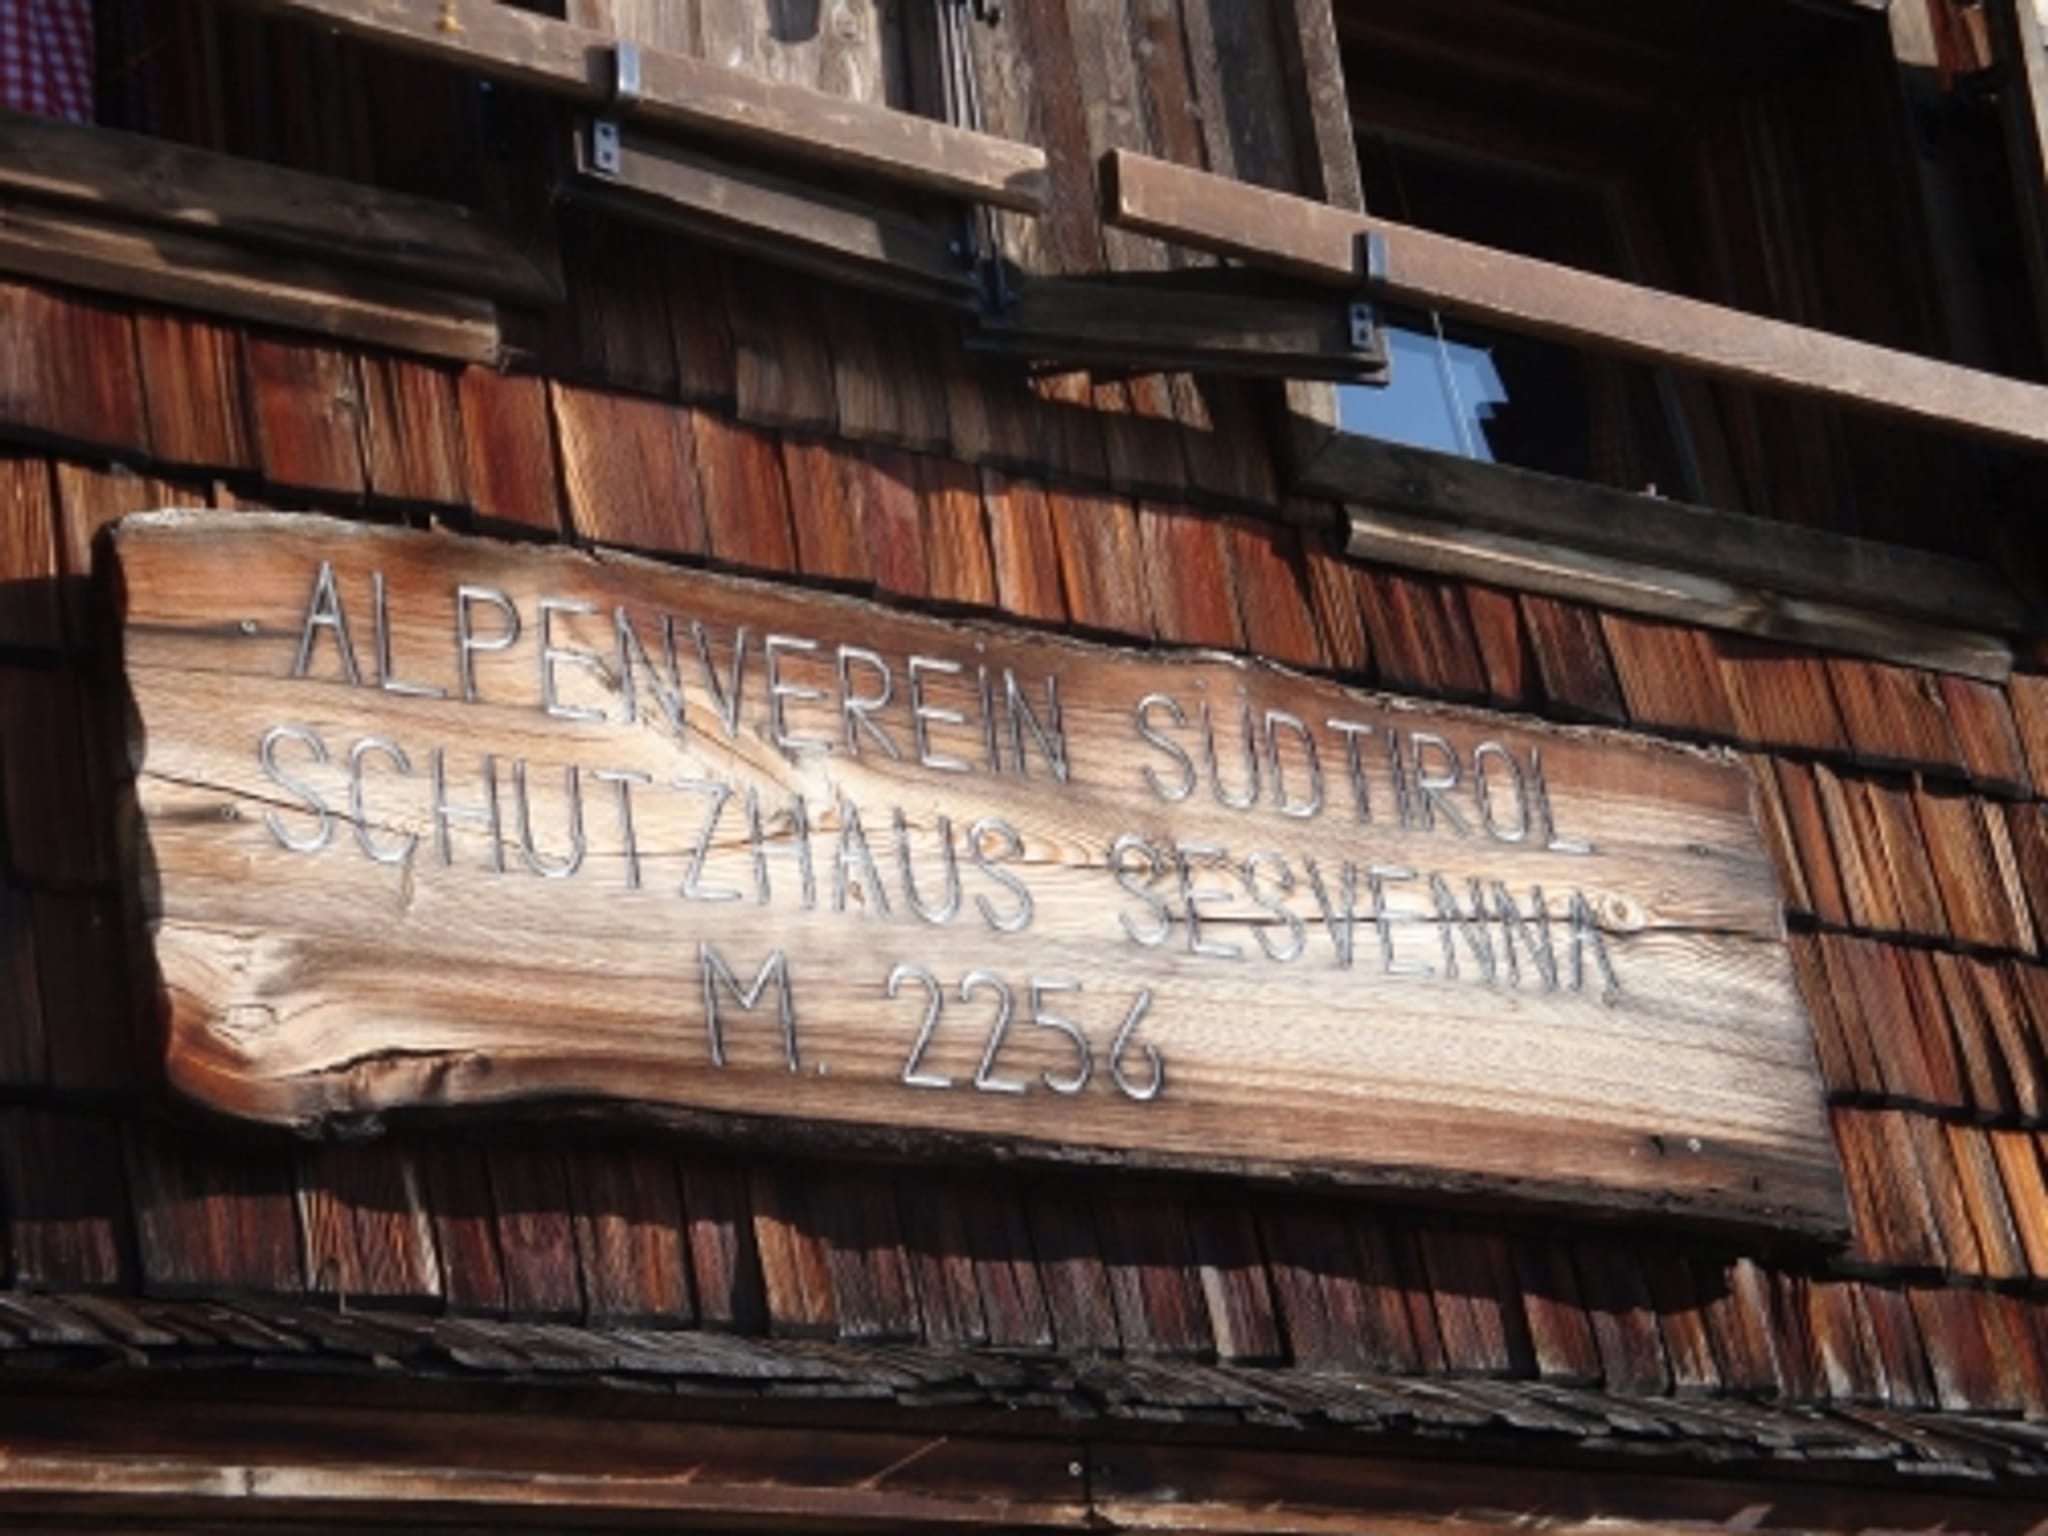 ALPENVEREIN SÜDTIROL
SCHUTZHAUS SESVENNA
M. 2256